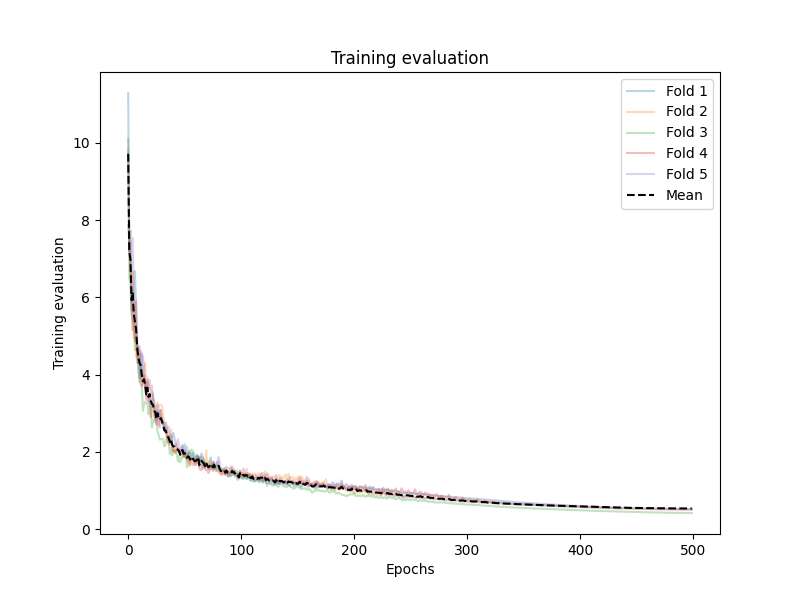 Training evaluation
Fold 1
Fold 2
Fold 3
Fold 4
Fold 5
Mean
Training evaluation
10
8
6
4
2
0
0 100 200 300 400 500
Epochs